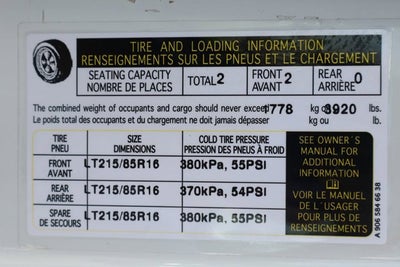 TIRE AND LOADING INFORMATION
RENSEIGNEMENTS SUR LES PNEUS ET LE CHARGEMENT
SEATING CAPACITY
NOMBRE DE PLACES
TOTAL 2
FRONT
AVANT 2
REAR
ARRIÈRE 0
The combined weight of occupants and cargo should never exceed 1778 kg or 3920 lbs.
Le poids total des occupants et du chargement ne doit jamais dépasser kg ou lb.
TIRE
PNEU
SIZE
DIMENSIONS
COLD TIRE PRESSURE
PRESSION DES PNEUS À FROID
FRONT
AVANT
LT215/85R16
380kPa, 55PSI
REAR
ARRIÈRE
LT215/85R16
370kPa, 54PSI
SPARE
DE SECOURS
LT215/85R16
380kPa, 55PSI
SEE OWNER'S
MANUAL FOR
ADDITIONAL
INFORMATION
VOIR LE MANUEL
DE L'USAGER
POUR PLUS DE
RENSEIGNEMENTS
A 906 584 66 38